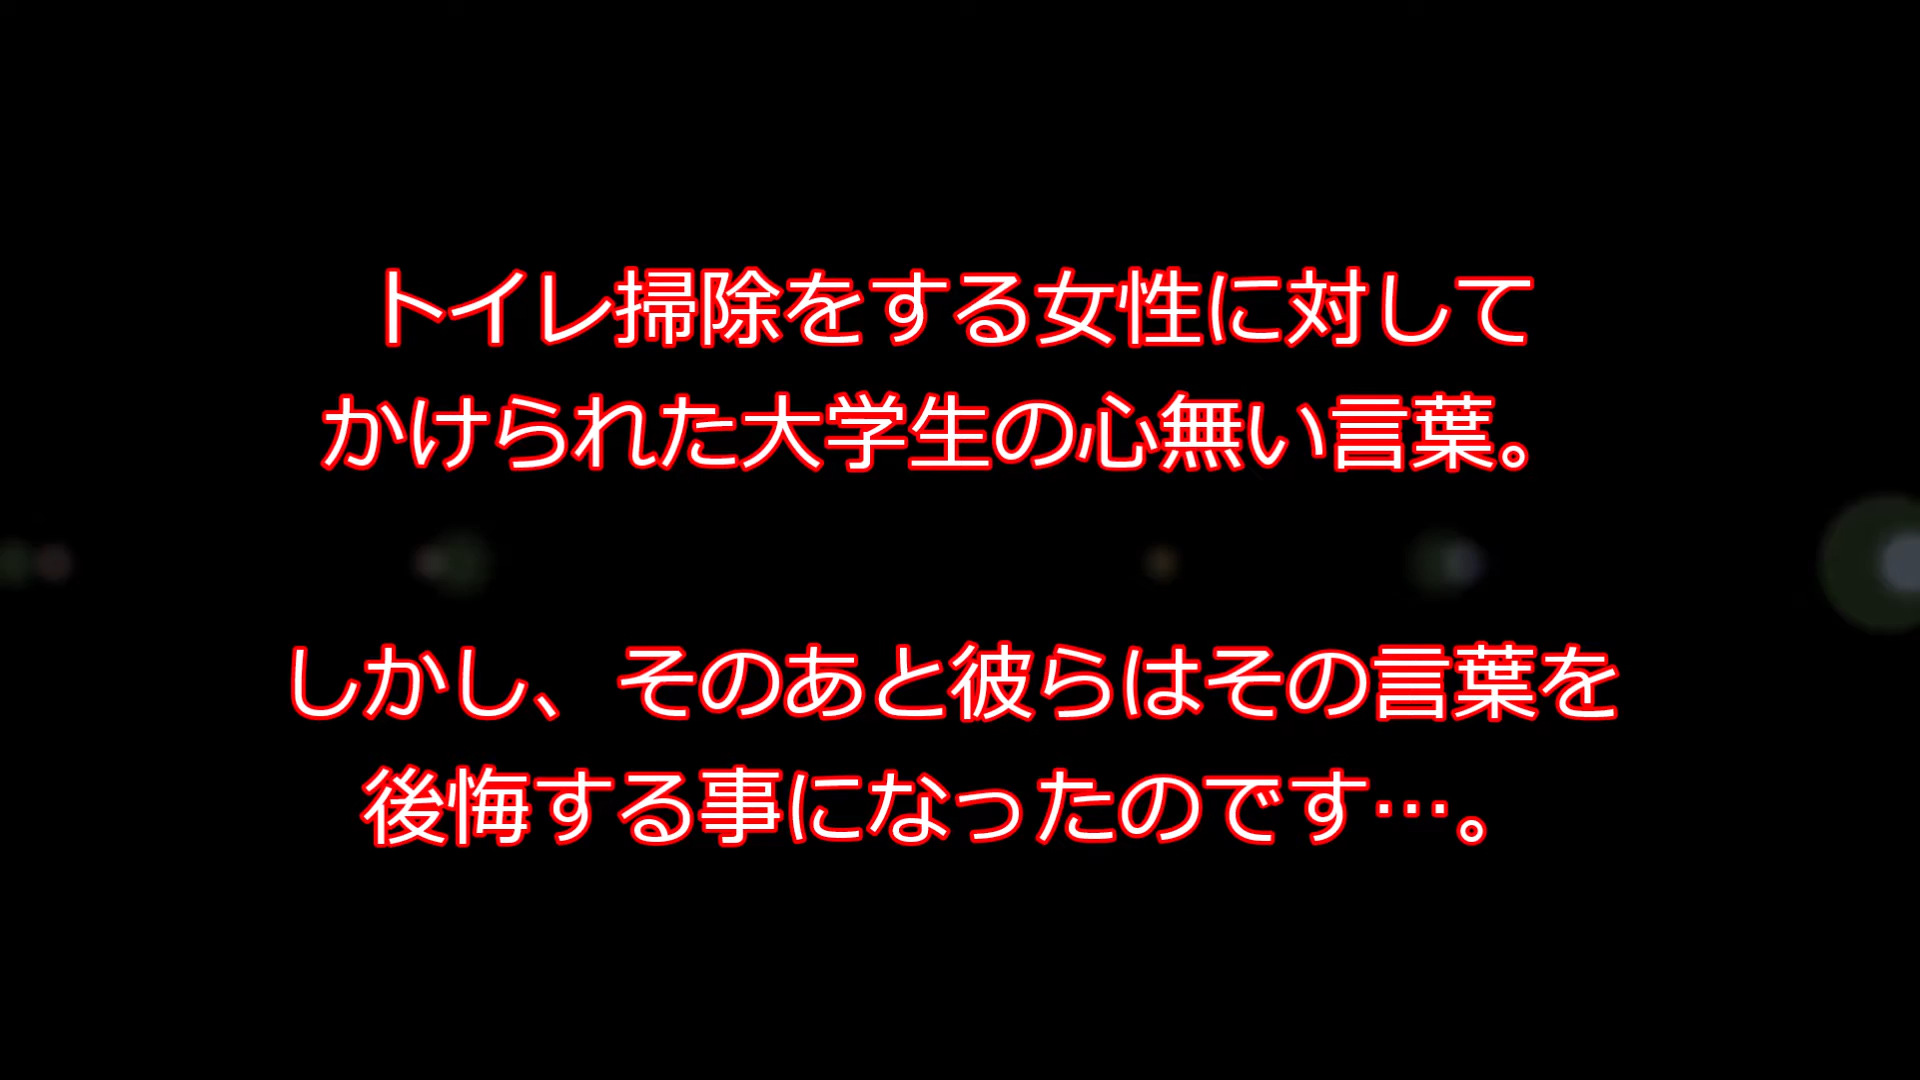 トイレ掃除をする女性に対して
かけられた大学生の心無い言葉。
しかし、そのあと彼らはその言葉を
後悔する事になったのです…。